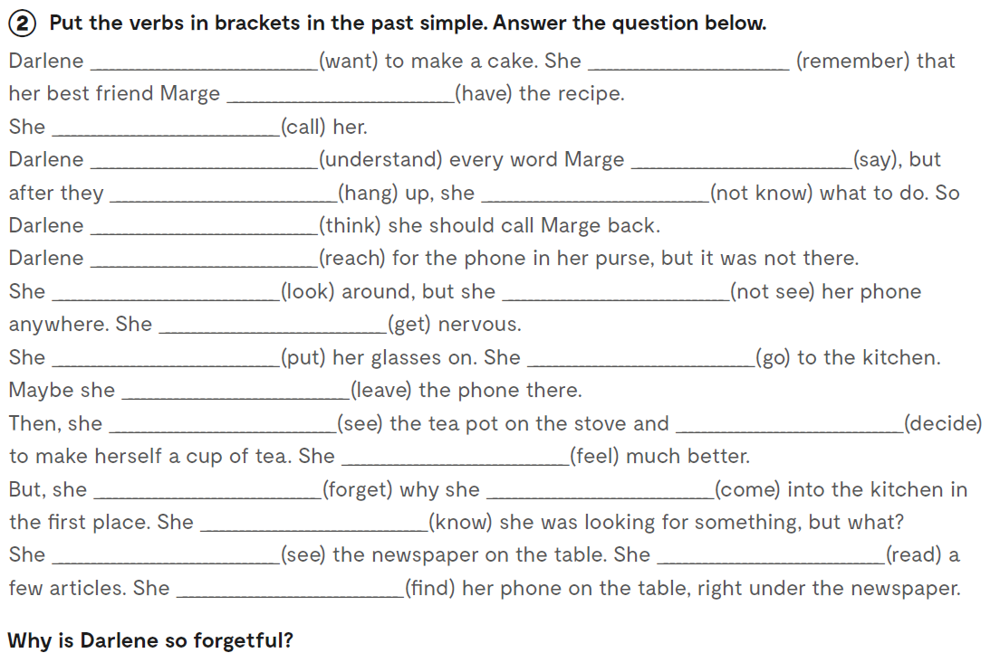 2 Put the verbs in brackets in the past simple. Answer the question below.
Darlene ____________________(want) to make a cake. She __________________ (remember) that
her best friend Marge ____________________(have) the recipe.
She ____________________(call) her.
Darlene ____________________(understand) every word Marge ____________________(say), but
after they ____________________(hang) up, she ____________________(not know) what to do. So
Darlene ____________________(think) she should call Marge back.
Darlene ____________________(reach) for the phone in her purse, but it was not there.
She ____________________(look) around, but she ____________________(not see) her phone
anywhere. She ____________________(get) nervous.
She ____________________(put) her glasses on. She ____________________(go) to the kitchen.
Maybe she ____________________(leave) the phone there.
Then, she ____________________(see) the tea pot on the stove and ____________________(decide)
to make herself a cup of tea. She ____________________(feel) much better.
But, she ____________________(forget) why she ____________________(come) into the kitchen in
the first place. She ____________________(know) she was looking for something, but what?
She ____________________(see) the newspaper on the table. She ____________________(read) a
few articles. She ____________________(find) her phone on the table, right under the newspaper.
Why is Darlene so forgetful?